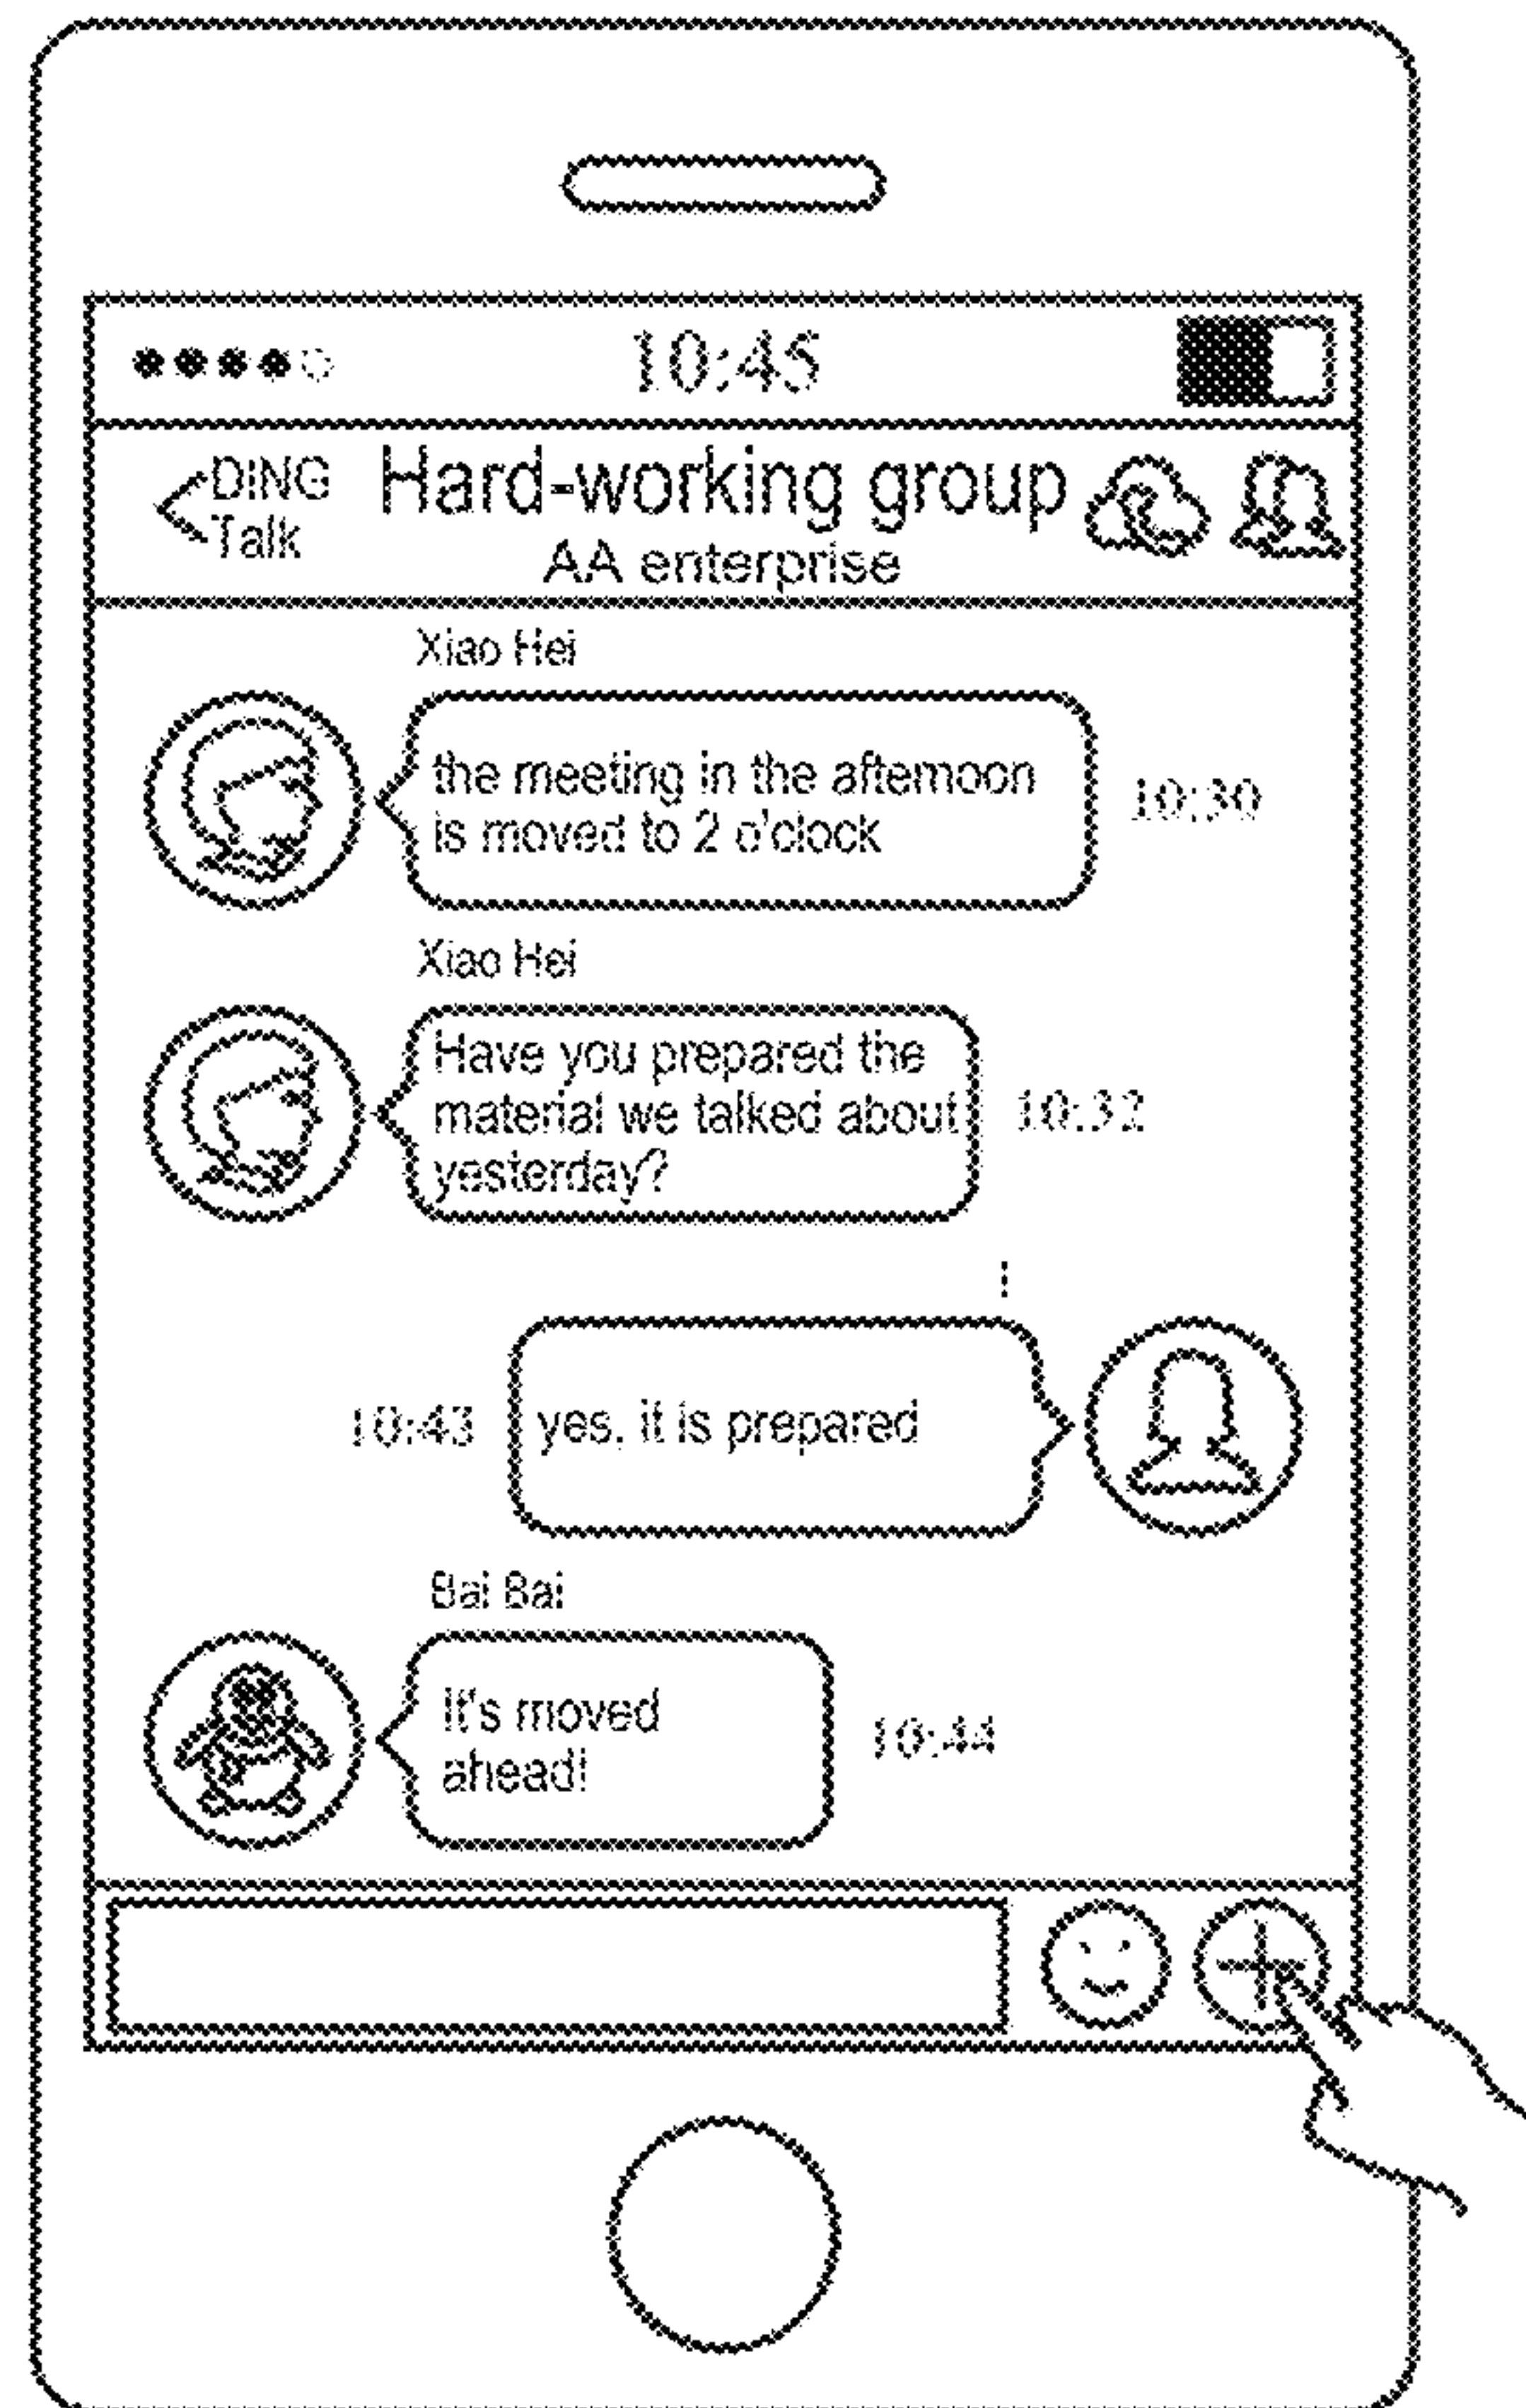 10:45
DING
Talk
Hard-working group
AA enterprise
Xiao Hei
the meeting in the afternoon
is moved to 2 o'clock
10:30
Xiao Hei
Have you prepared the
material we talked about
yesterday?
10:32
I
10:43
yes, it is prepared
Bai Bai
it's moved
ahead!
10:44